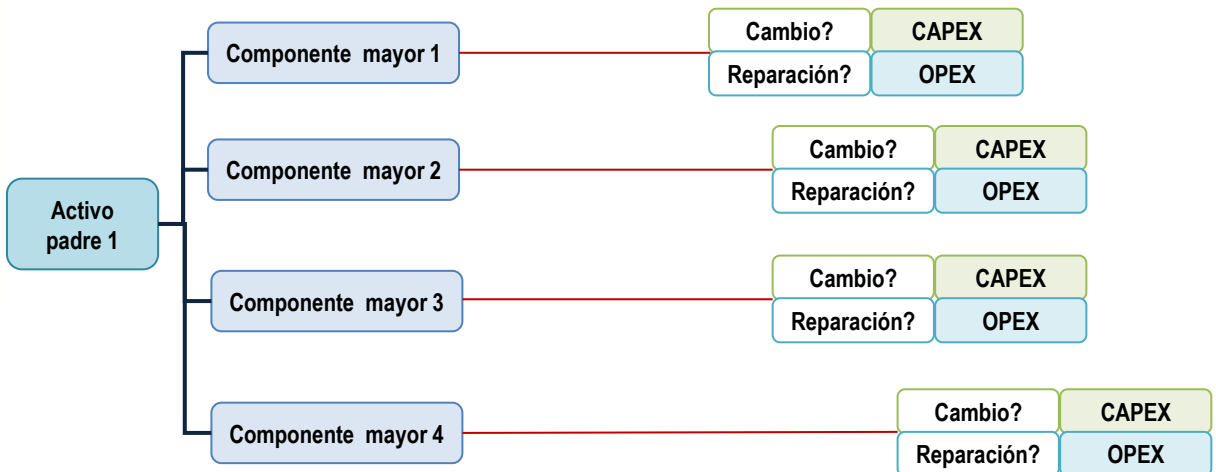 Componente mayor 1
Cambio? CAPEX
Reparación? OPEX
Componente mayor 2
Cambio? CAPEX
Reparación? OPEX
Activo
padre 1
Componente mayor 3
Cambio? CAPEX
Reparación? OPEX
Componente mayor 4
Cambio? CAPEX
Reparación? OPEX